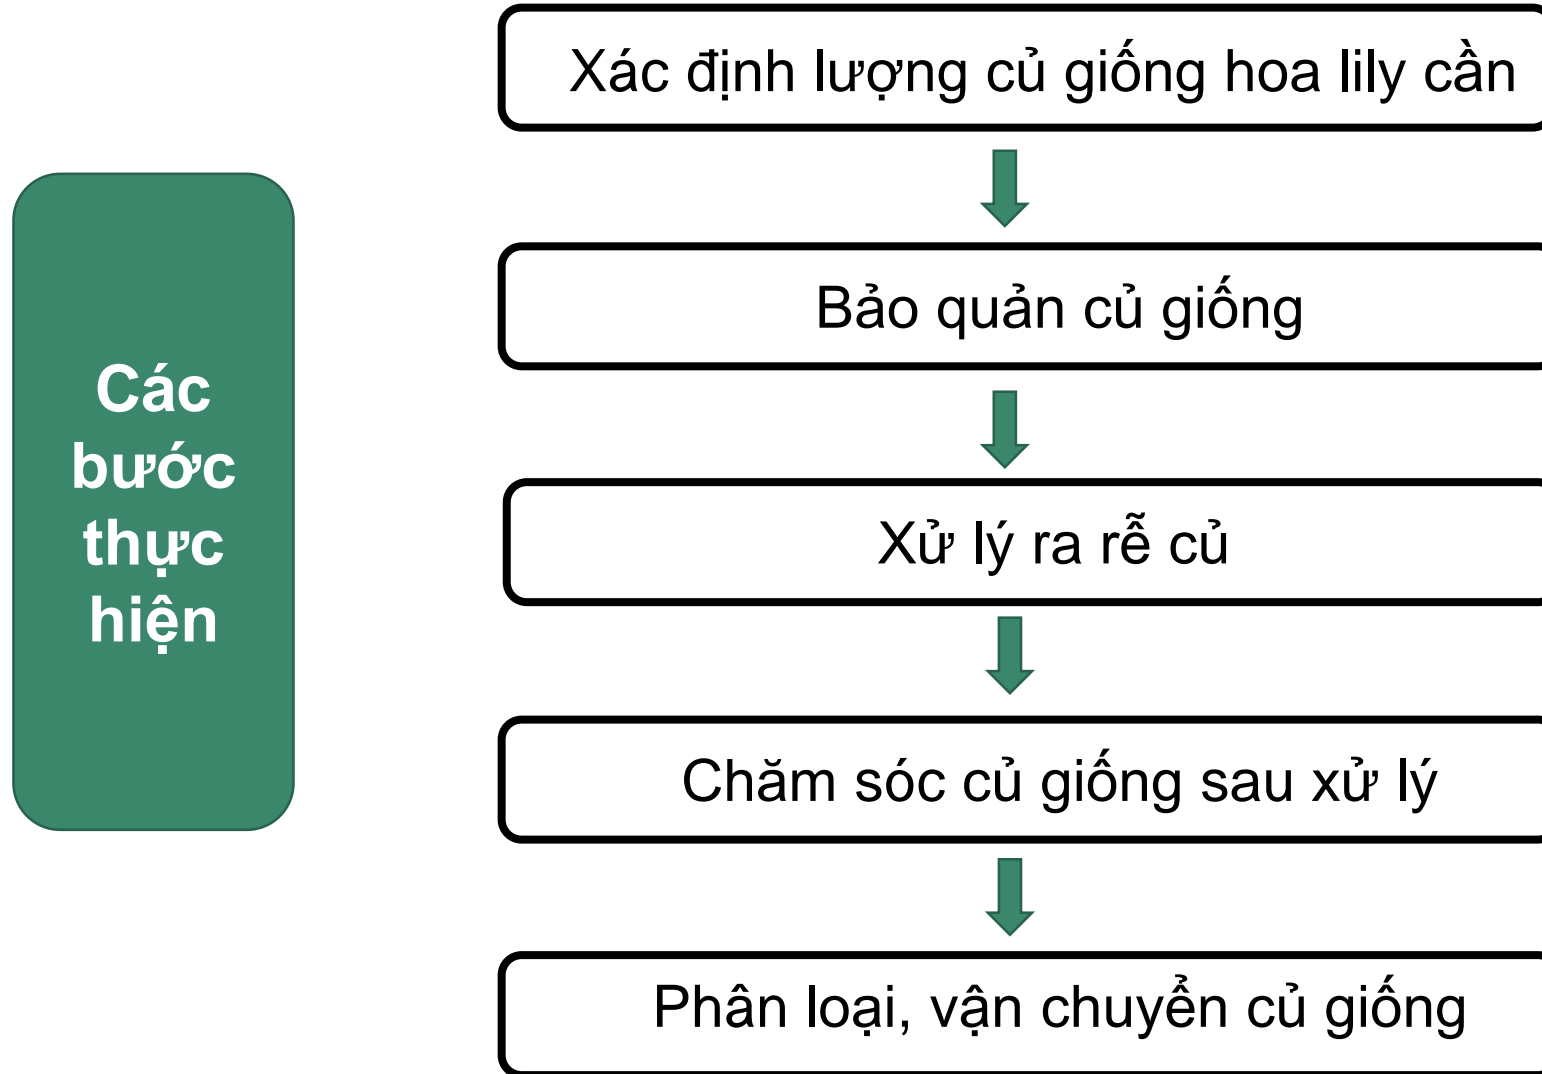 Xác định lượng củ giống hoa lily cần
Bảo quản củ giống
Xử lý ra rễ củ
Chăm sóc củ giống sau xử lý
Phân loại, vận chuyển củ giống
Các
bước
thực
hiện